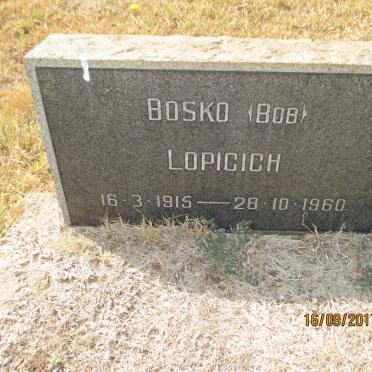 BOSKO (BOB)
LOPICICH
16·3·1915—28·10·1960
16/09/201